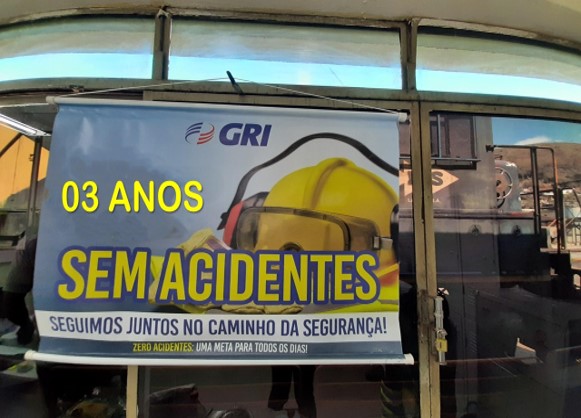 GRI
03 ANOS
SEM ACIDENTES
SEGUIMOS JUNTOS NO CAMINHO DA SEGURANÇA!
ZERO ACIDENTES: UMA META PARA TODOS OS DIAS!